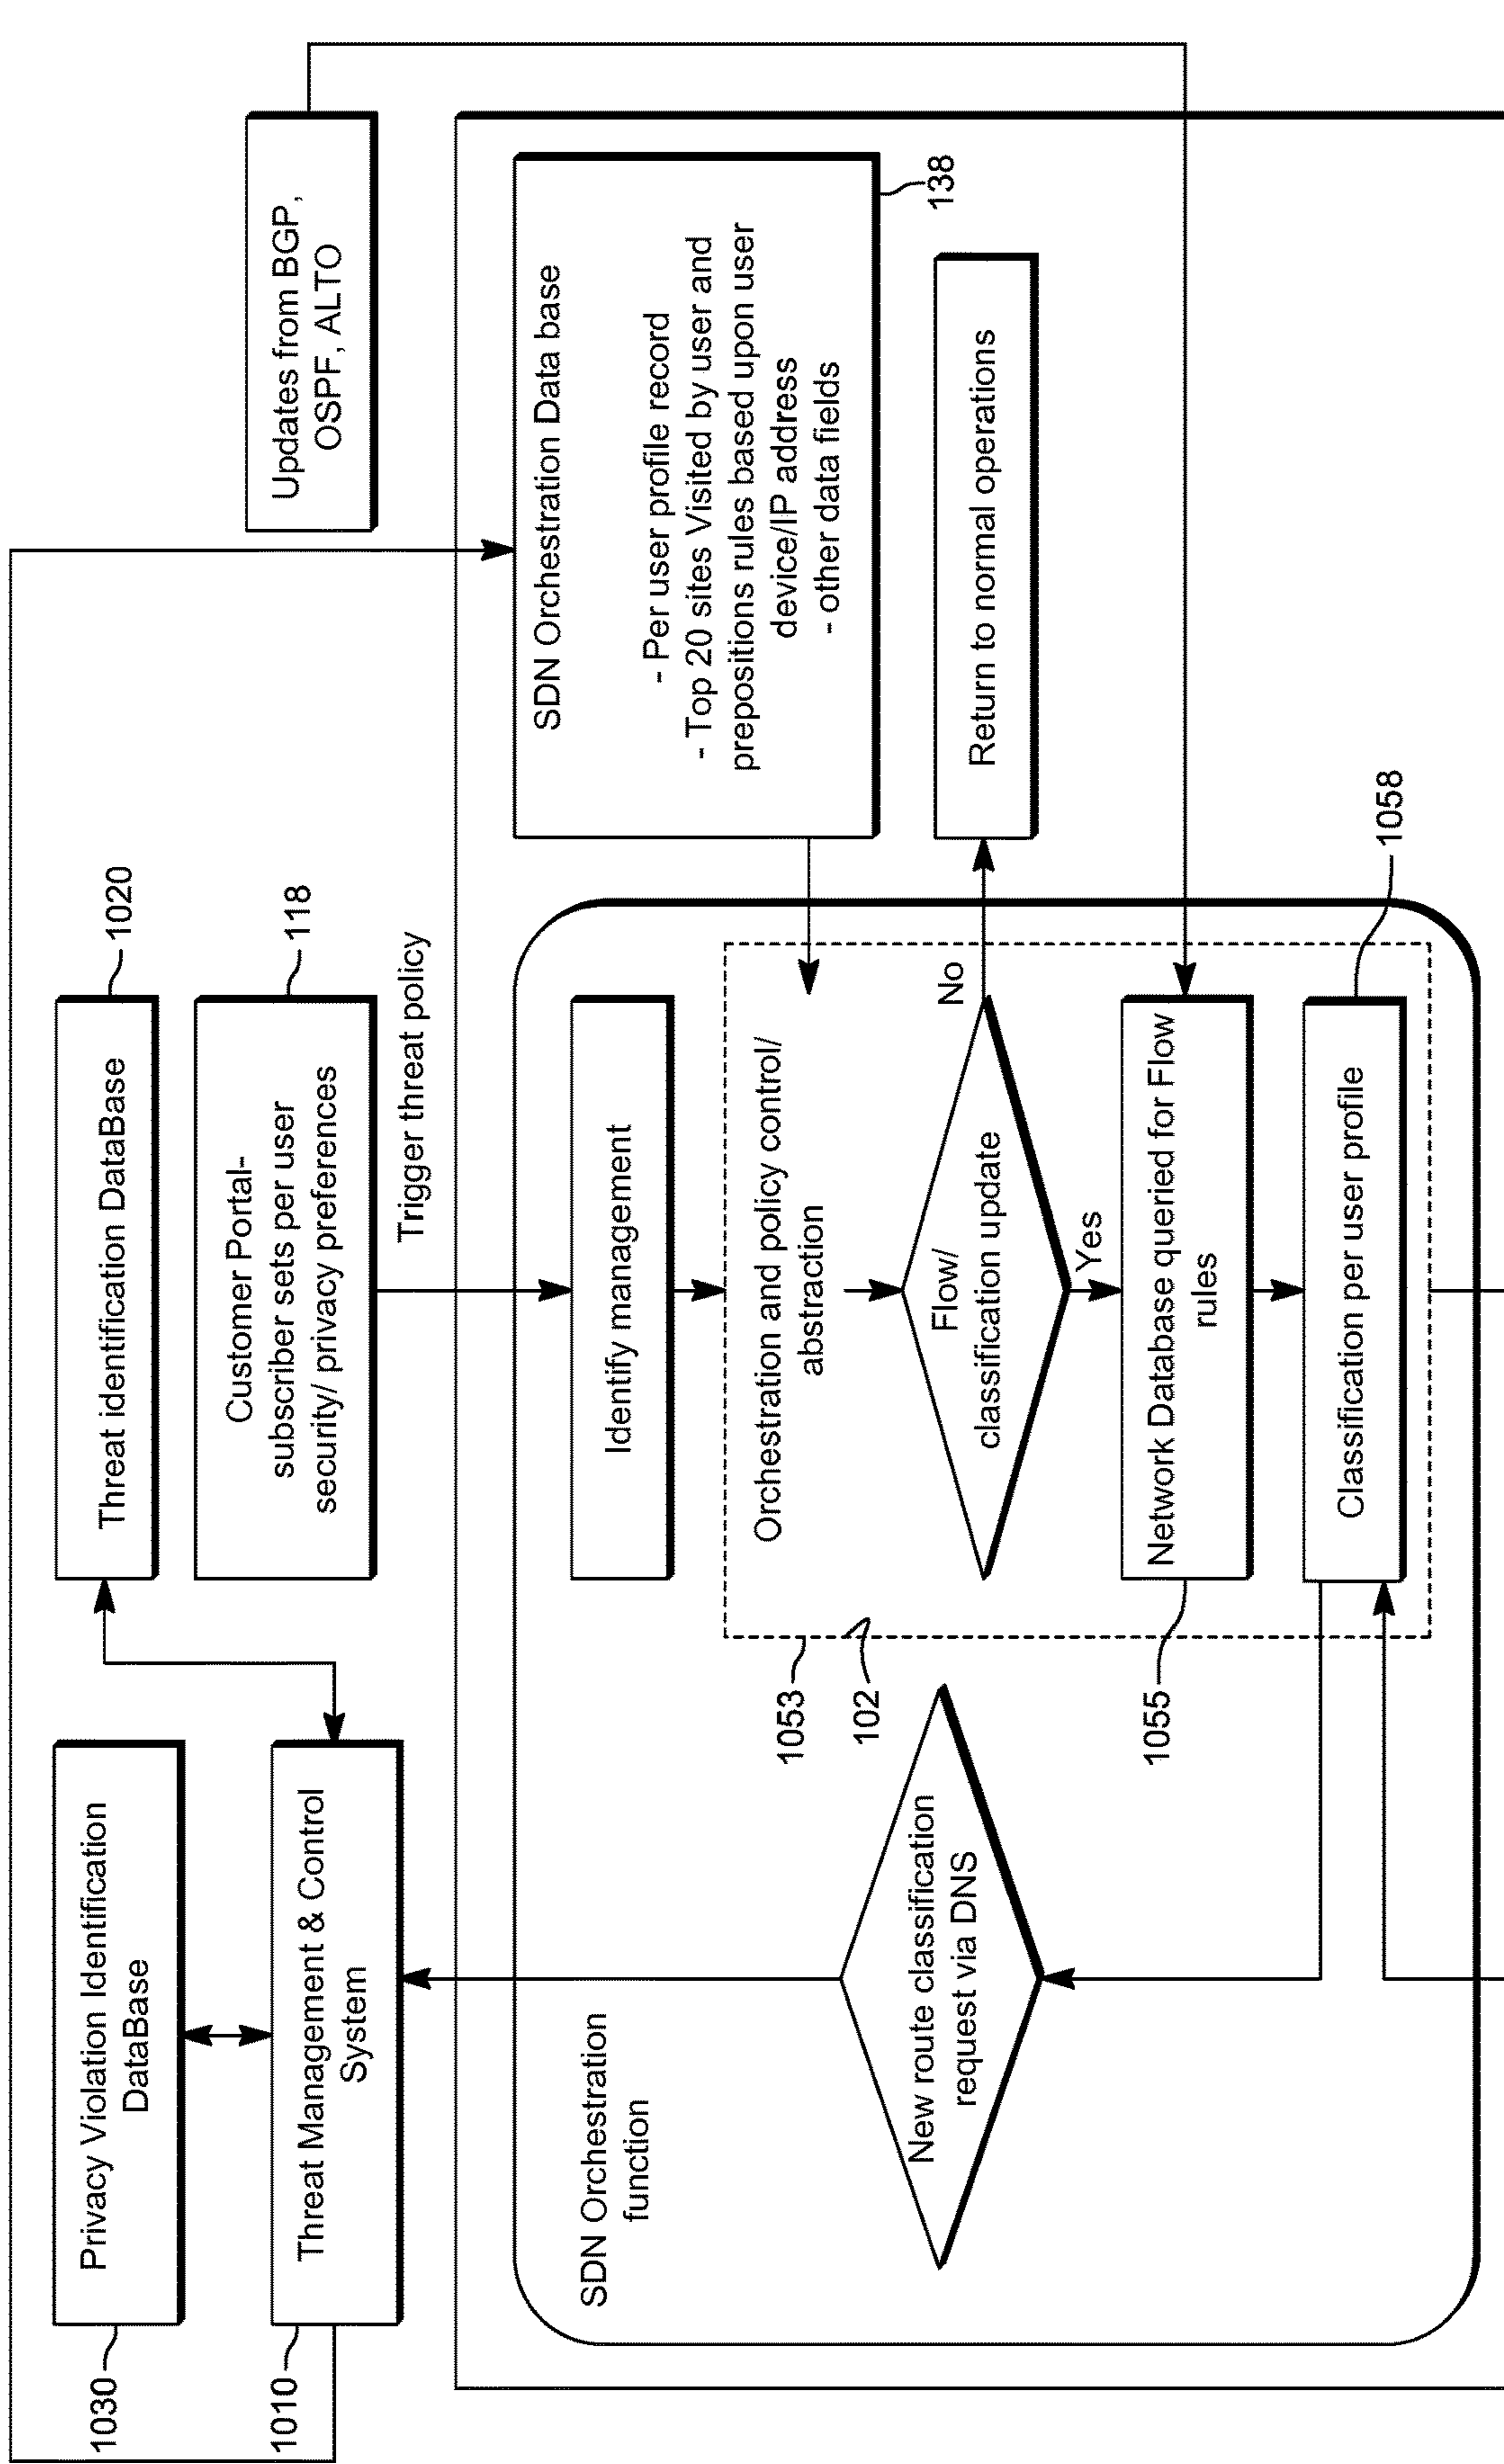 1030
Privacy Violation Identification
DataBase
1010
Threat Management & Control
System
Threat identification DataBase
1020
Customer Portal-
subscriber sets per user
security/ privacy preferences
118
Trigger threat policy
Updates from BGP,
OSPF, ALTO
SDN Orchestration
function
New route classification
request via DNS
Identify management
1053
102
Orchestration and policy control/
abstraction
Flow/
classification update
No
Yes
1055
Network Database queried for Flow
rules
Classification per user profile
1058
SDN Orchestration Data base
- Per user profile record
- Top 20 sites Visited by user and
prepositions rules based upon user
device/IP address
- other data fields
138
Return to normal operations